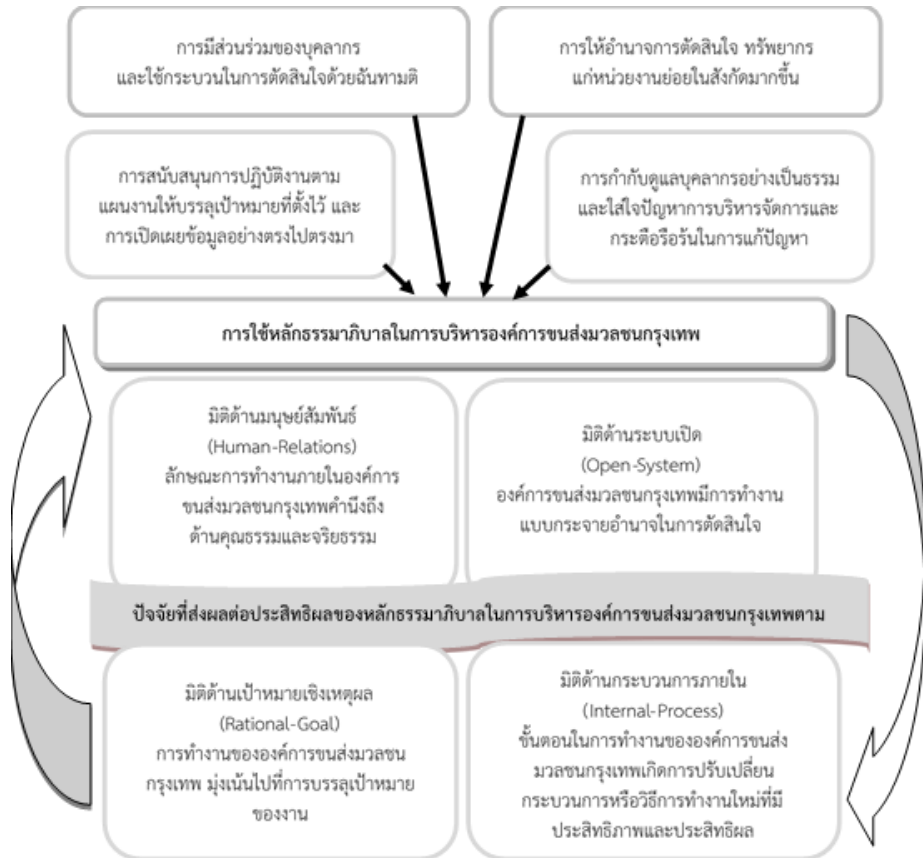 การมีส่วนร่วมของบุคลากร
และใช้กระบวนในการตัดสินใจด้วยฉันทามติ
การให้อำนาจการตัดสินใจ ทรัพยากร
แก่หน่วยงานย่อยในสังกัดมากขึ้น
การสนับสนุนการปฏิบัติงานตาม
แผนงานให้บรรลุเป้าหมายที่ตั้งไว้ และ
การเปิดเผยข้อมูลอย่างตรงไปตรงมา
การกำกับดูแลบุคลากรอย่างเป็นธรรม
และใส่ใจปัญหาการบริหารจัดการและ
กระตือรือร้นในการแก้ปัญหา
การใช้หลักธรรมาภิบาลในการบริหารองค์การขนส่งมวลชนกรุงเทพ
มิติด้านมนุษย์สัมพันธ์
(Human-Relations)
ลักษณะการทำงานภายในองค์การ
ขนส่งมวลชนกรุงเทพคำนึงถึง
ด้านคุณธรรมและจริยธรรม
มิติด้านระบบเปิด
(Open-System)
องค์การขนส่งมวลชนกรุงเทพมีการทำงาน
แบบกระจายอำนาจในการตัดสินใจ
ปัจจัยที่ส่งผลต่อประสิทธิผลของหลักธรรมาภิบาลในการบริหารองค์การขนส่งมวลชนกรุงเทพตาม
มิติด้านเป้าหมายเชิงเหตุผล
(Rational-Goal)
การทำงานขององค์การขนส่งมวลชน
กรุงเทพ มุ่งเน้นไปที่การบรรลุเป้าหมาย
ของงาน
มิติด้านกระบวนการภายใน
(Internal-Process)
ขั้นตอนในการทำงานขององค์การขนส่ง
มวลชนกรุงเทพเกิดการปรับเปลี่ยน
กระบวนการหรือวิธีการทำงานใหม่ที่มี
ประสิทธิภาพและประสิทธิผล